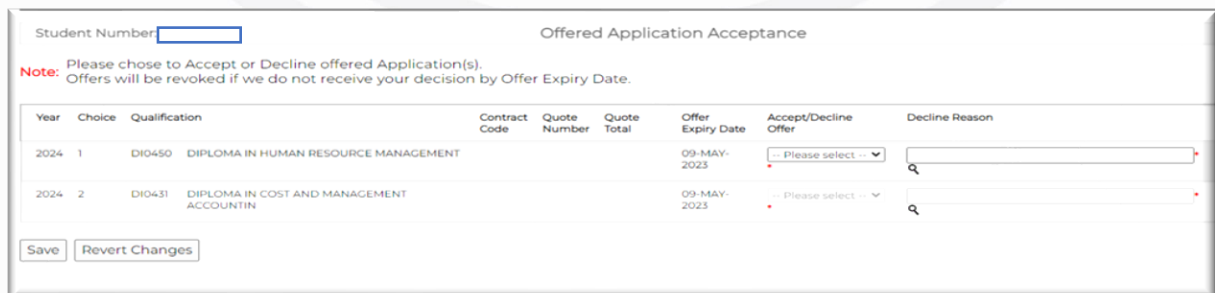 Student Number:
Offered Application Acceptance
Note: Please chose to Accept or Decline offered Application(s).
Offers will be revoked if we do not receive your decision by Offer Expiry Date.
Year Choice Qualification Contract Code Quote Number Quote Total Offer Expiry Date Accept/Decline Offer Decline Reason
2024 1 DI0450 DIPLOMA IN HUMAN RESOURCE MANAGEMENT 09-MAY-2023 -- Please select -- *
*
2024 2 DI0431 DIPLOMA IN COST AND MANAGEMENT ACCOUNTIN 09-MAY-2023 -- Please select -- *
*
Save Revert Changes